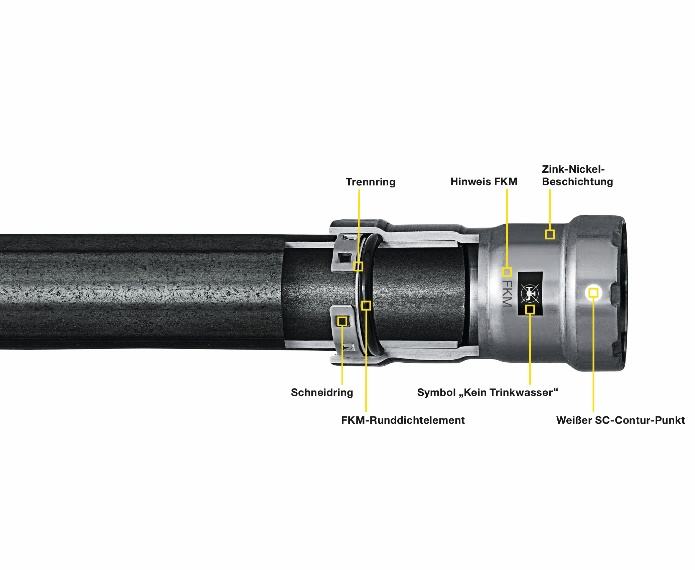 Zink-Nickel-
Beschichtung
Trennring
Hinweis FKM
FKM
Schneidring
Symbol „Kein Trinkwasser“
FKM-Runddichtelement
Weißer SC-Contur-Punkt